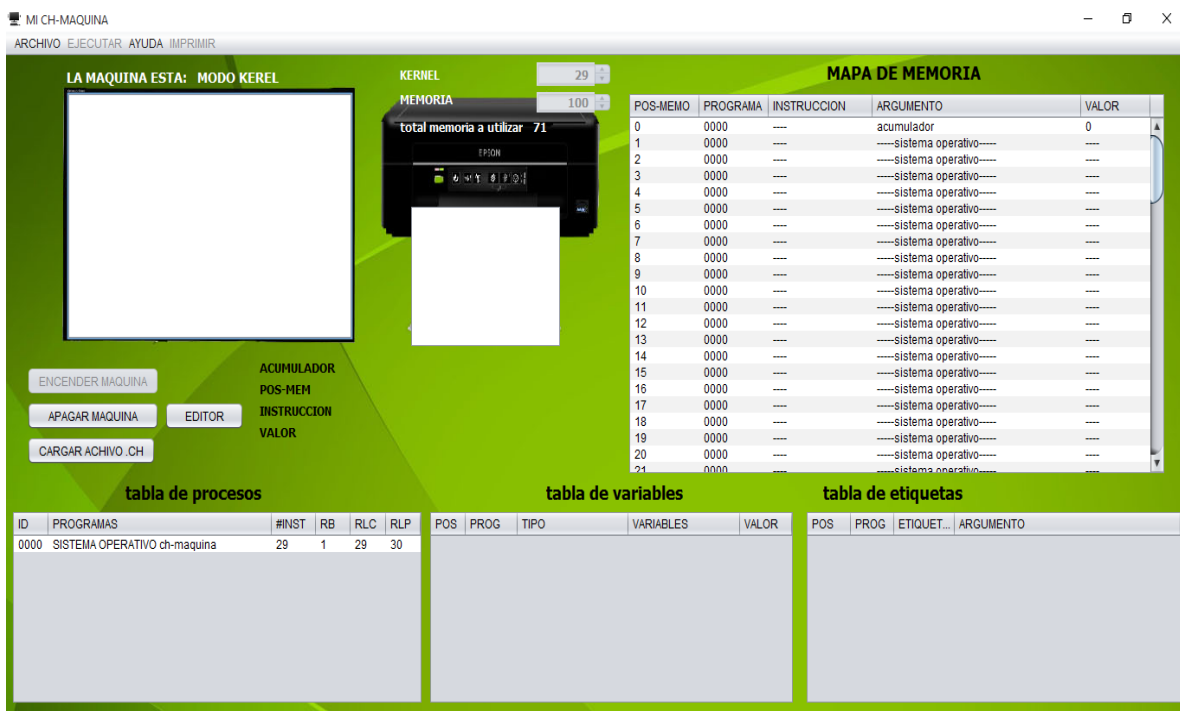 MI CH-MAQUINA
ARCHIVO EJECUTAR AYUDA IMPRIMIR
LA MAQUINA ESTA: MODO KEREL
KERNEL 29
MEMORIA 100
total memoria a utilizar 71
EPSON
MAPA DE MEMORIA
POS-MEMO PROGRAMA INSTRUCCION ARGUMENTO VALOR
0 0000 ---- acumulador 0
1 0000 ---- -----sistema operativo----- ----
2 0000 ---- -----sistema operativo----- ----
3 0000 ---- -----sistema operativo----- ----
4 0000 ---- -----sistema operativo----- ----
5 0000 ---- -----sistema operativo----- ----
6 0000 ---- -----sistema operativo----- ----
7 0000 ---- -----sistema operativo----- ----
8 0000 ---- -----sistema operativo----- ----
9 0000 ---- -----sistema operativo----- ----
10 0000 ---- -----sistema operativo----- ----
11 0000 ---- -----sistema operativo----- ----
12 0000 ---- -----sistema operativo----- ----
13 0000 ---- -----sistema operativo----- ----
14 0000 ---- -----sistema operativo----- ----
15 0000 ---- -----sistema operativo----- ----
16 0000 ---- -----sistema operativo----- ----
17 0000 ---- -----sistema operativo----- ----
18 0000 ---- -----sistema operativo----- ----
19 0000 ---- -----sistema operativo----- ----
20 0000 ---- -----sistema operativo----- ----
21 0000 ---- -----sistema operativo----- ----
ENCENDER MAQUINA
APAGAR MAQUINA EDITOR
CARGAR ACHIVO .CH
ACUMULADOR
POS-MEM
INSTRUCCION
VALOR
tabla de procesos
ID PROGRAMAS #INST RB RLC RLP
0000 SISTEMA OPERATIVO ch-maquina 29 1 29 30
tabla de variables
POS PROG TIPO VARIABLES VALOR
tabla de etiquetas
POS PROG ETIQUET... ARGUMENTO